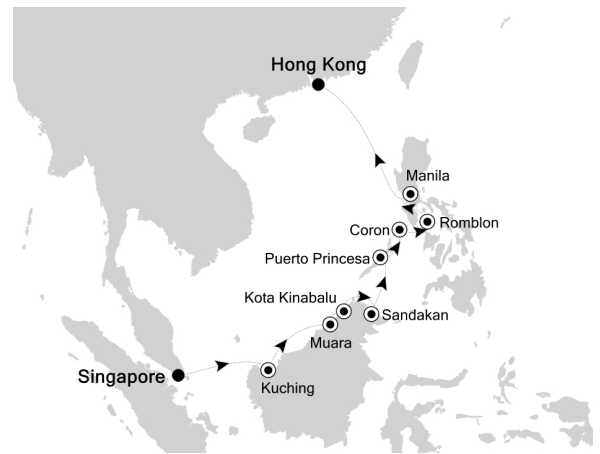 Hong Kong
Manila
Romblon
Coron
Puerto Princesa
Kota Kinabalu
Sandakan
Muara
Singapore
Kuching